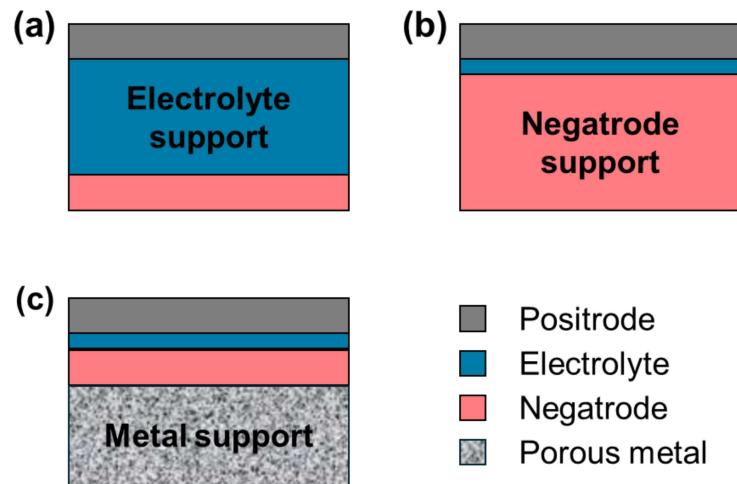 (a)
Electrolyte
support
(b)
Negatrode
support
(c)
Metal support
Positrode
Electrolyte
Negatrode
Porous metal